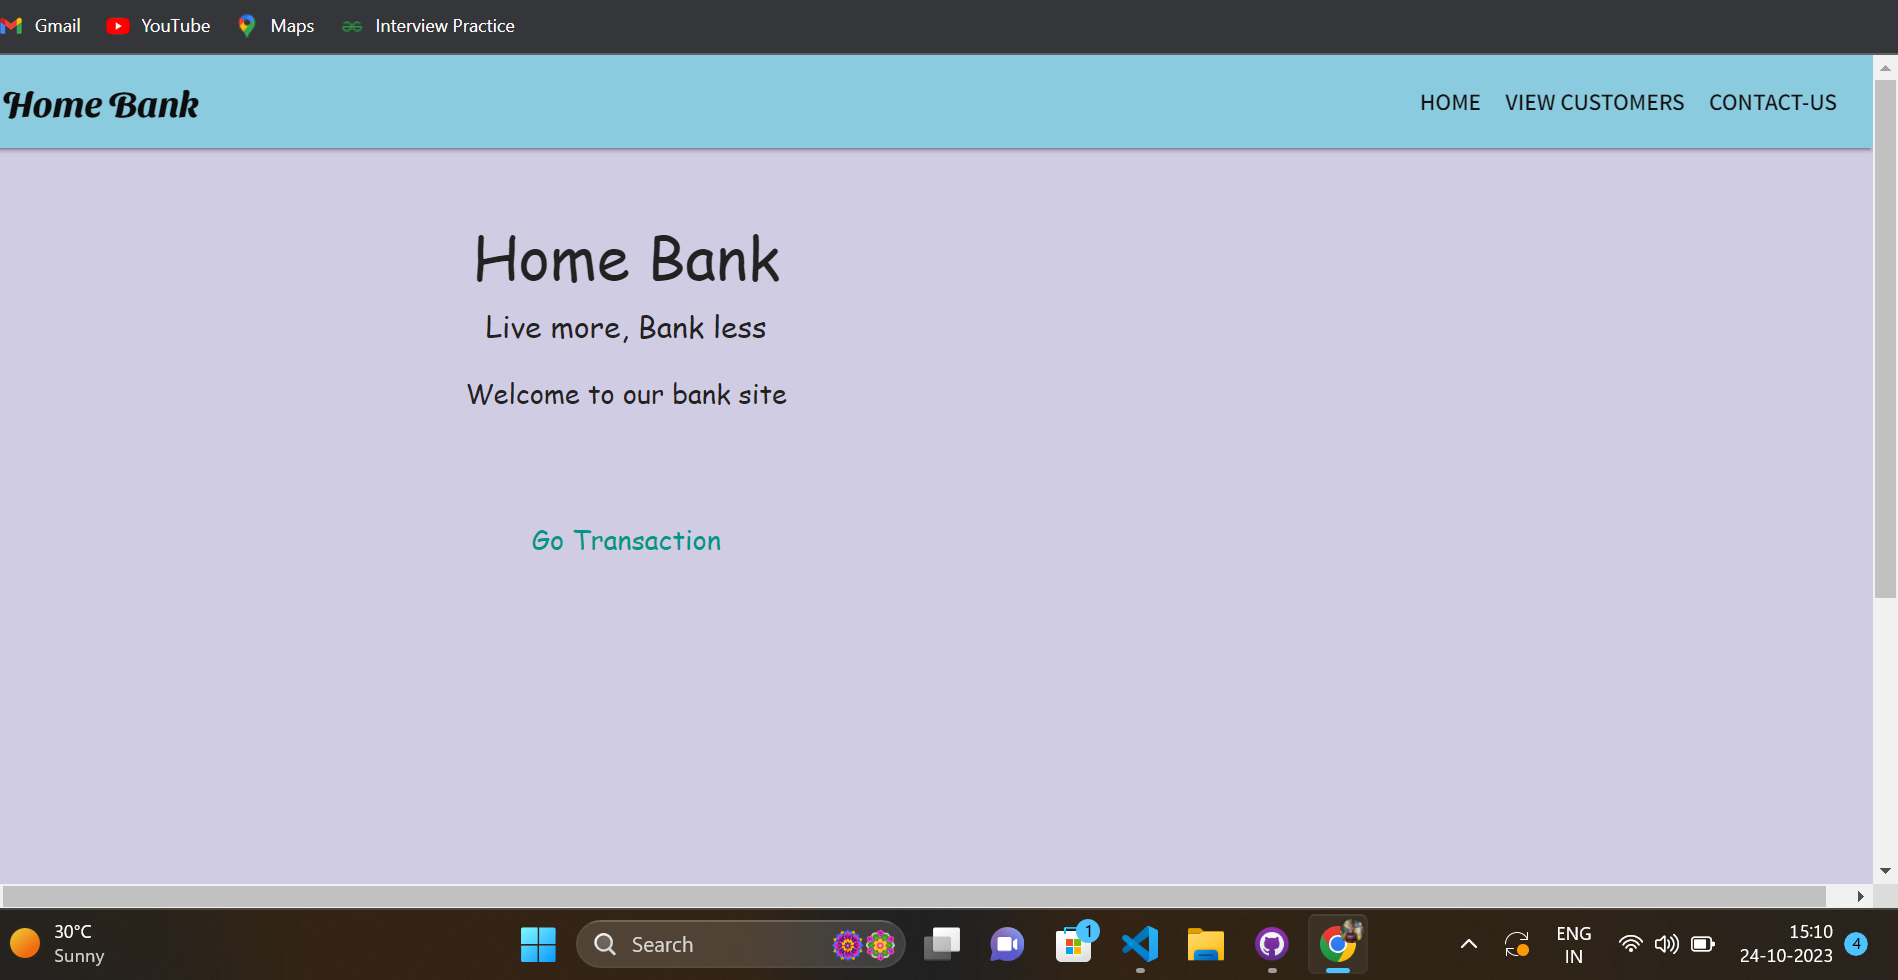 Gmail YouTube Maps Interview Practice
Home Bank HOME VIEW CUSTOMERS CONTACT-US
Home Bank
Live more, Bank less
Welcome to our bank site
Go Transaction
30°C
Sunny
Search
1
ENG
IN
15:10
24-10-2023
4